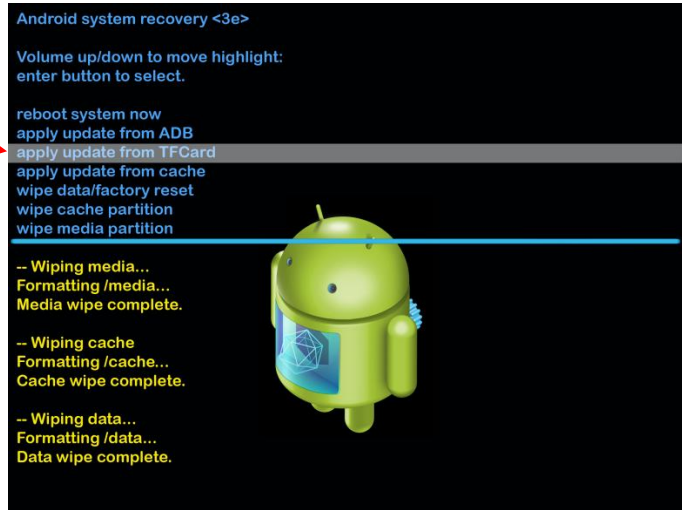 Android system recovery <3e>
Volume up/down to move highlight:
enter button to select.
reboot system now
apply update from ADB
apply update from TFCard
apply update from cache
wipe data/factory reset
wipe cache partition
wipe media partition
-- Wiping media...
Formatting /media...
Media wipe complete.
-- Wiping cache
Formatting /cache...
Cache wipe complete.
-- Wiping data...
Formatting /data...
Data wipe complete.